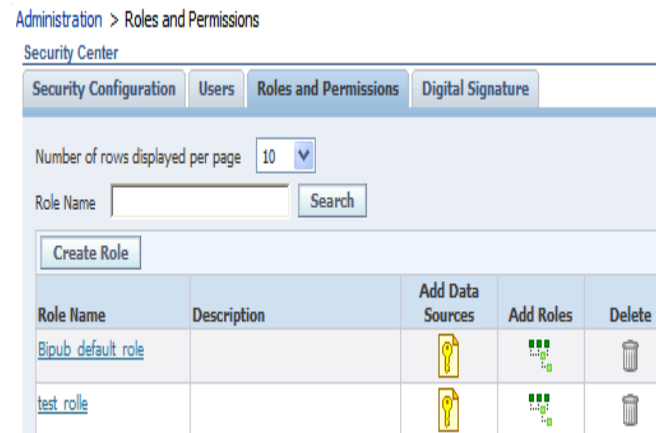 Administration > Roles and Permissions
Security Center
Security Configuration Users Roles and Permissions Digital Signature
Number of rows displayed per page 10
Role Name Search
Create Role
Role Name Description Add Data Sources Add Roles Delete
Bipub_default_role
test_rolle